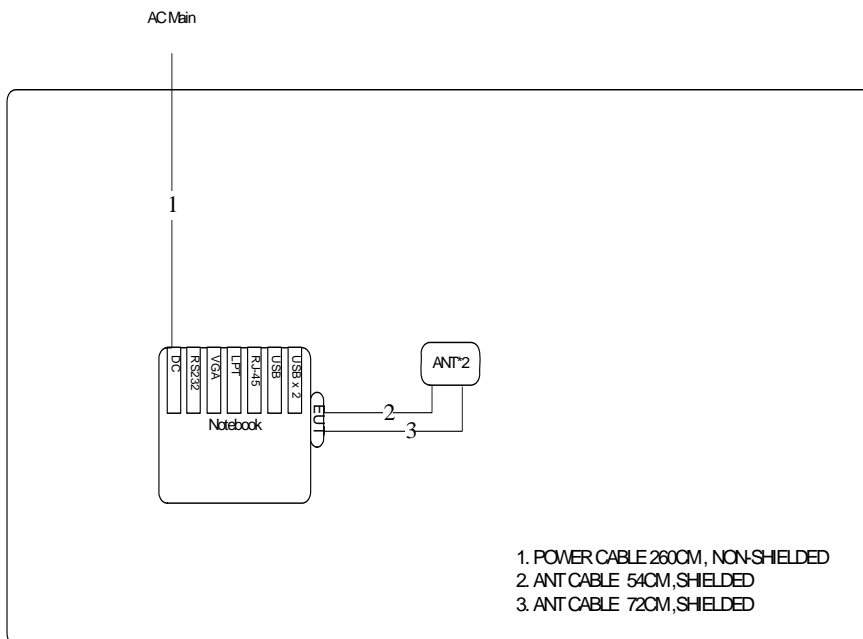 AC Main
1
DC
RS232
VGA
LPT
RJ-45
USB
USB x 2
Notebook
EUT
ANT*2
2
3
1. POWER CABLE 260CM, NON-SHIELDED
2. ANT CABLE 54CM,SHIELDED
3. ANT CABLE 72CM,SHIELDED